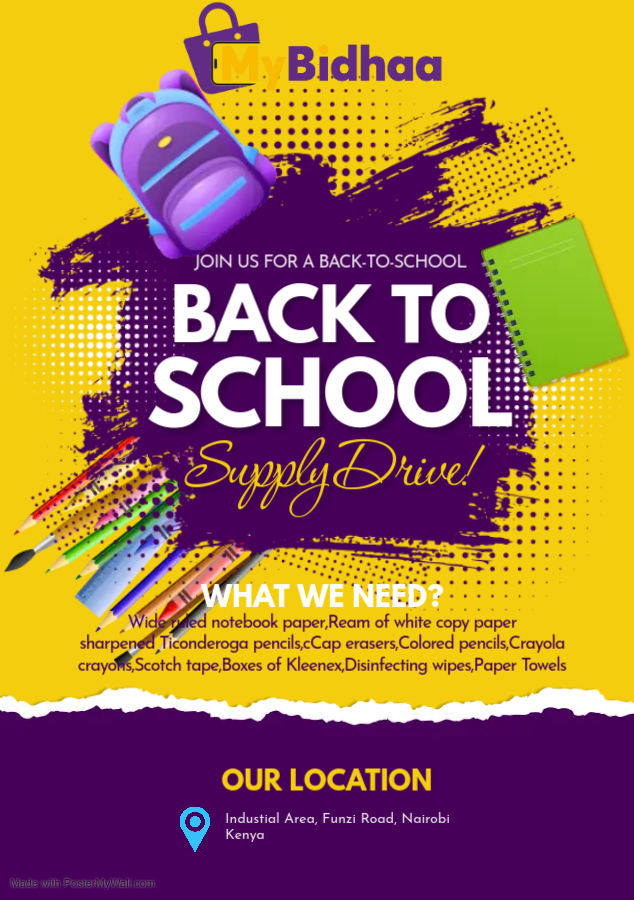 MyBidhaa
JOIN US FOR A BACK-TO-SCHOOL
BACK TO
SCHOOL
Supply Drive!
WHAT WE NEED?
Wide ruled notebook paper,Ream of white copy paper
sharpened Ticonderoga pencils,cCap erasers,Colored pencils,Crayola
crayons,Scotch tape,Boxes of Kleenex,Disinfecting wipes,Paper Towels
OUR LOCATION
Industial Area, Funzi Road, Nairobi
Kenya
Made with PosterMyWall.com